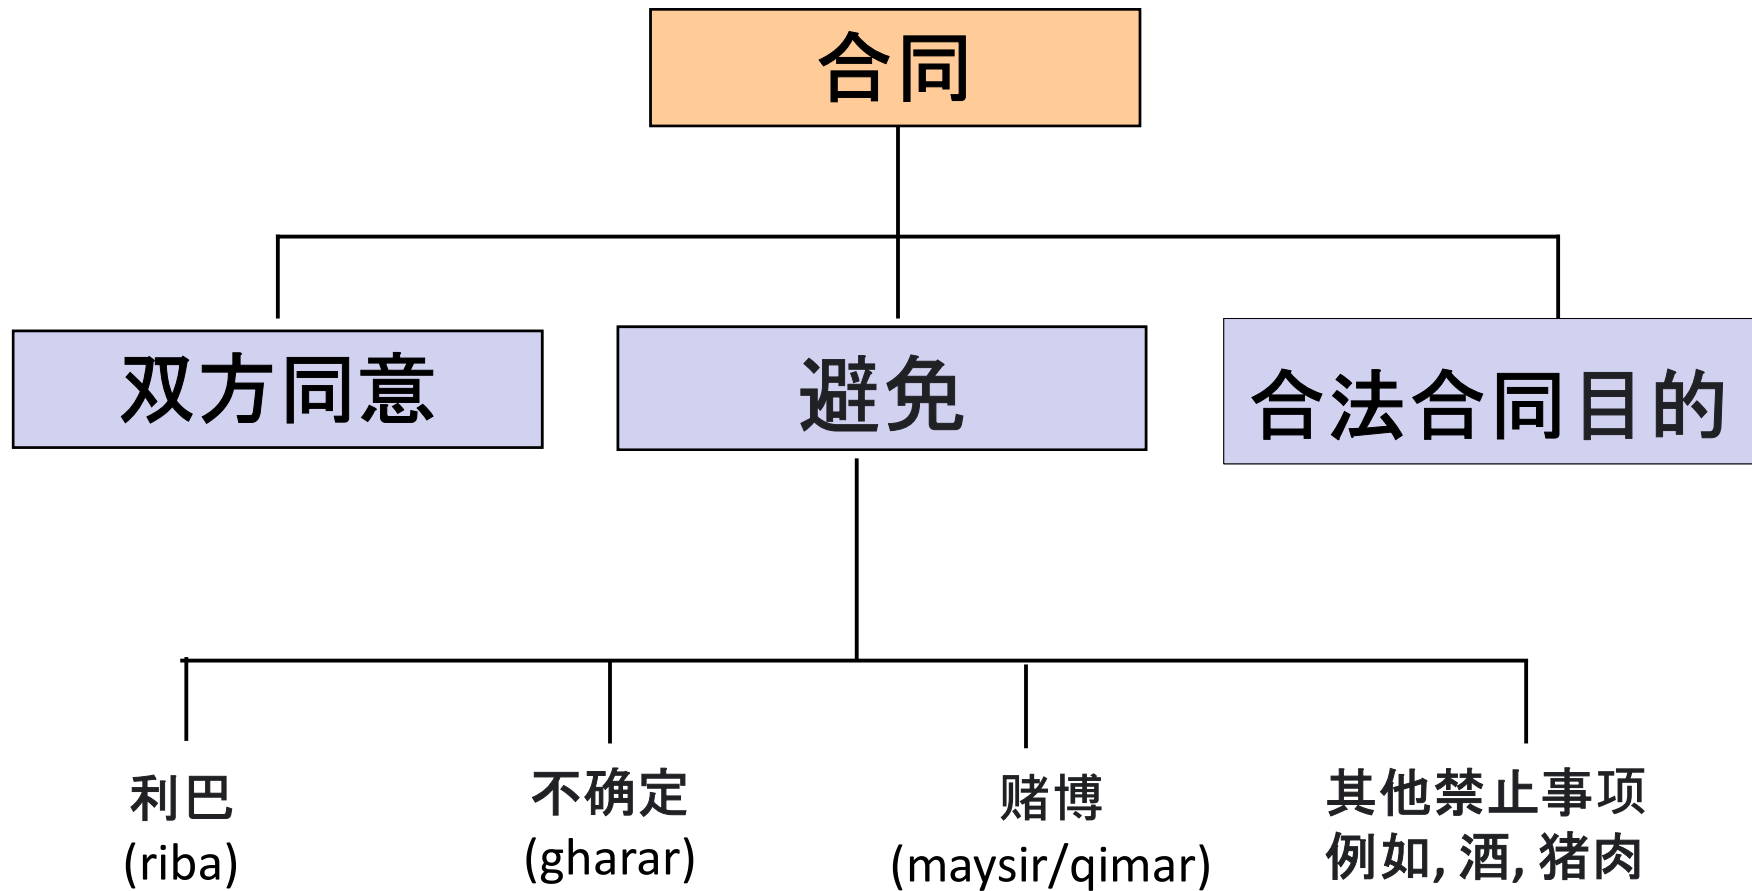 合同
双方同意
避免
合法合同目的
利巴
(riba)
不确定
(gharar)
赌博
(maysir/qimar)
其他禁止事项
例如, 酒, 猪肉